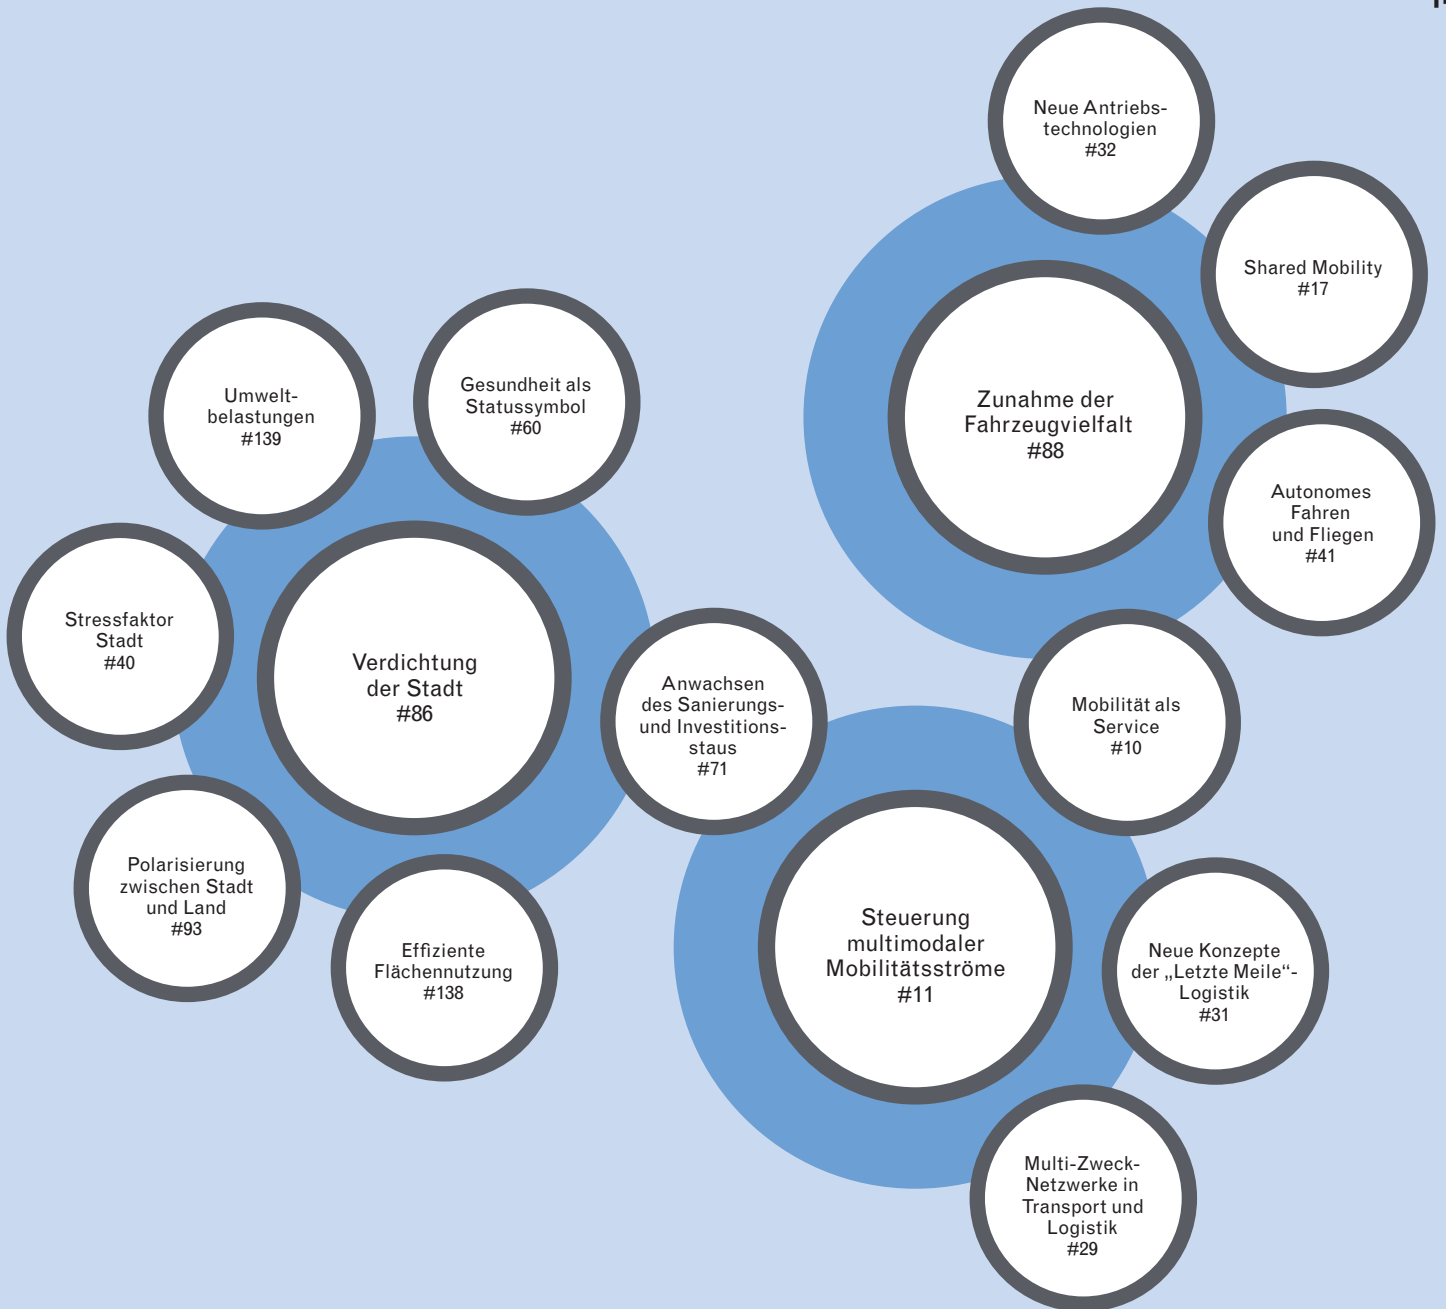 Neue Antriebs-
technologien
#32
Shared Mobility
#17
Zunahme der
Fahrzeugvielfalt
#88
Autonomes
Fahren
und Fliegen
#41
Umwelt-
belastungen
#139
Gesundheit als
Statussymbol
#60
Stressfaktor
Stadt
#40
Verdichtung
der Stadt
#86
Anwachsen
des Sanierungs-
und Investitions-
staus
#71
Mobilität als
Service
#10
Polarisierung
zwischen Stadt
und Land
#93
Effiziente
Flächennutzung
#138
Steuerung
multimodaler
Mobilitätsströme
#11
Neue Konzepte
der „Letzte Meile“-
Logistik
#31
Multi-Zweck-
Netzwerke in
Transport und
Logistik
#29